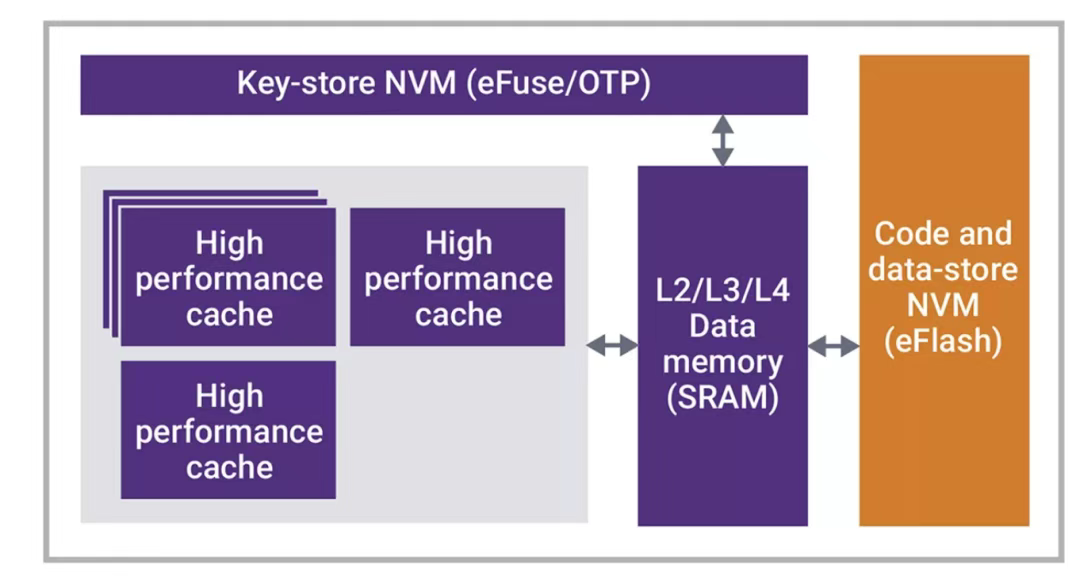 Key-store NVM (eFuse/OTP)
High
performance
cache
High
performance
cache
High
performance
cache
L2/L3/L4
Data
memory
(SRAM)
Code and
data-store
NVM
(eFlash)